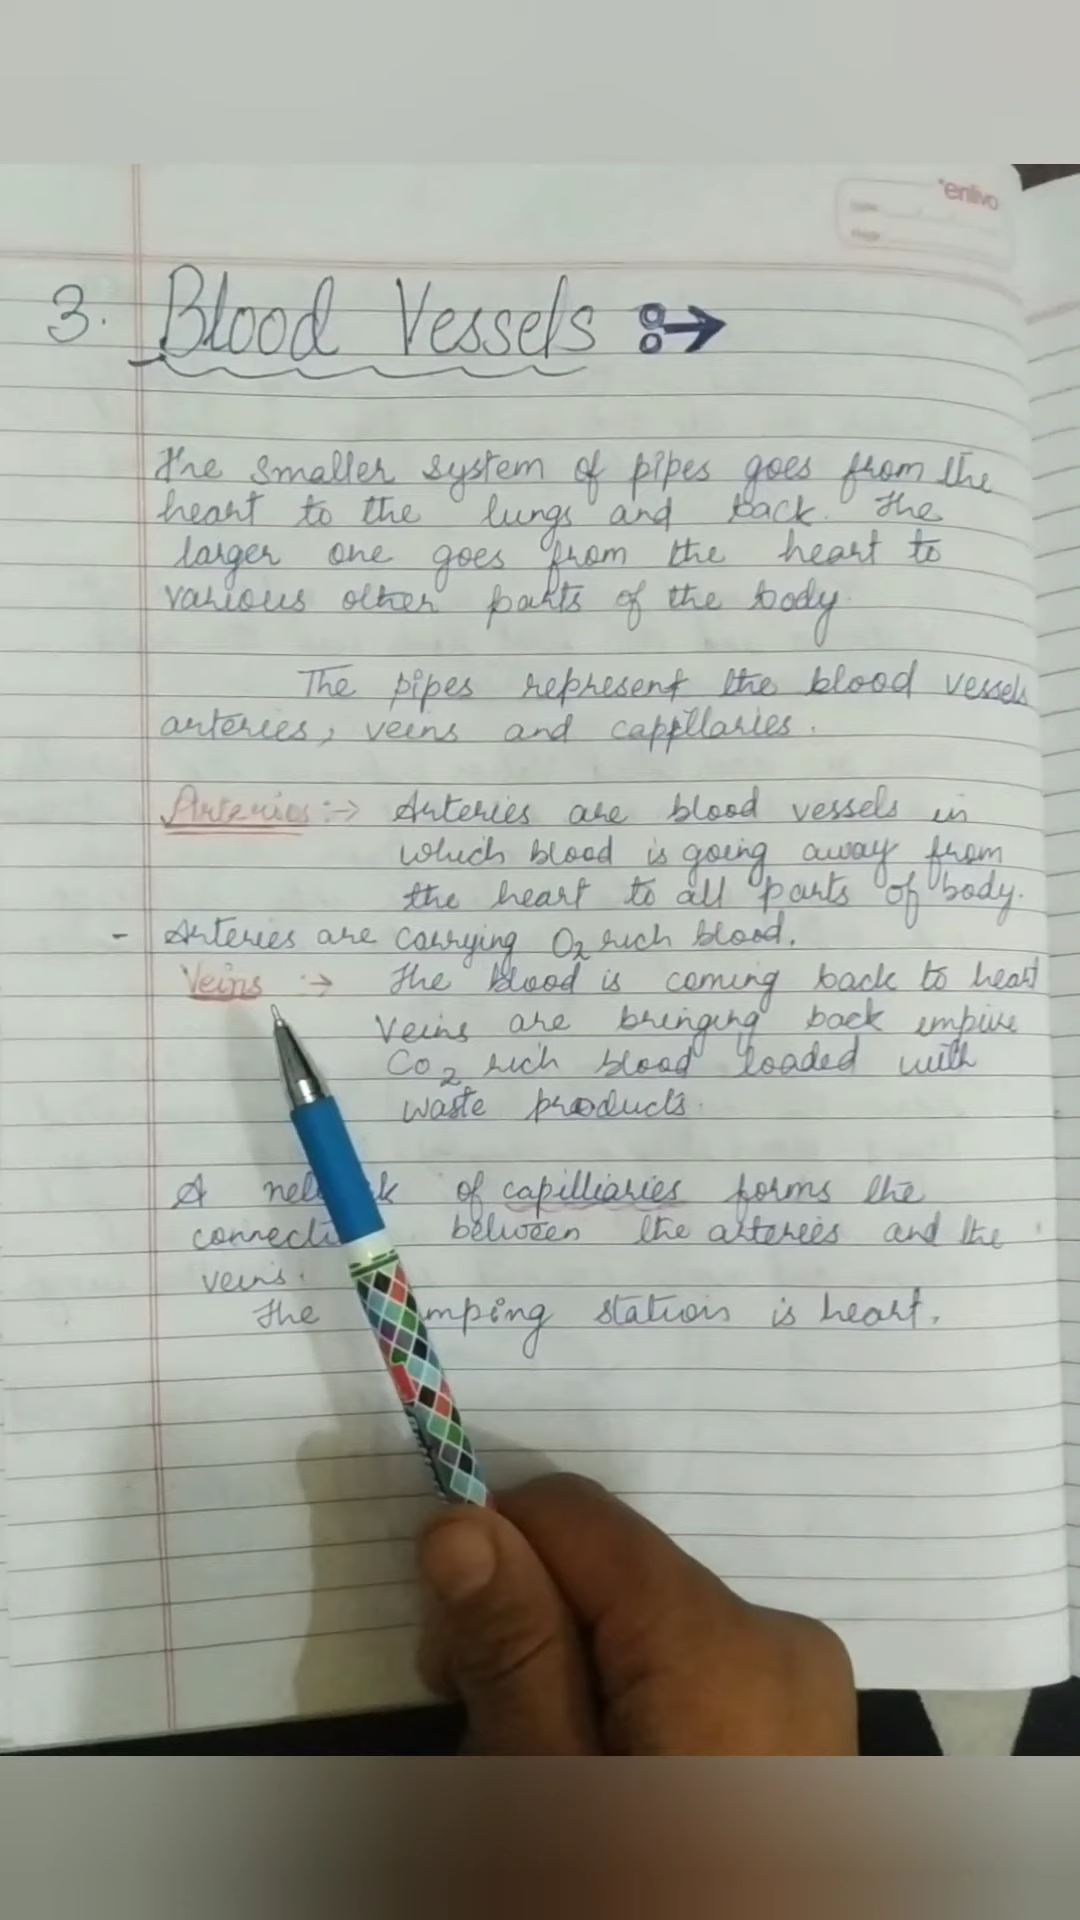 enlivo
3. Blood Vessels :→
The smaller system of pipes goes from the
heart to the lungs and back. The
larger one goes from the heart to
various other parts of the body.
The pipes represent the blood vessels
arteries, veins and cappllaries.
Arteries :→ Arteries are blood vessels in
which blood is going away from
the heart to all parts of body.
- Arteries are carrying O2 rich blood.
Veins :→ The blood is coming back to heart
Veins are bringing back impure
CO2 rich blood loaded with
waste products.
A of capilliaries forms the
between the arteries and the
veins.
The station is heart.